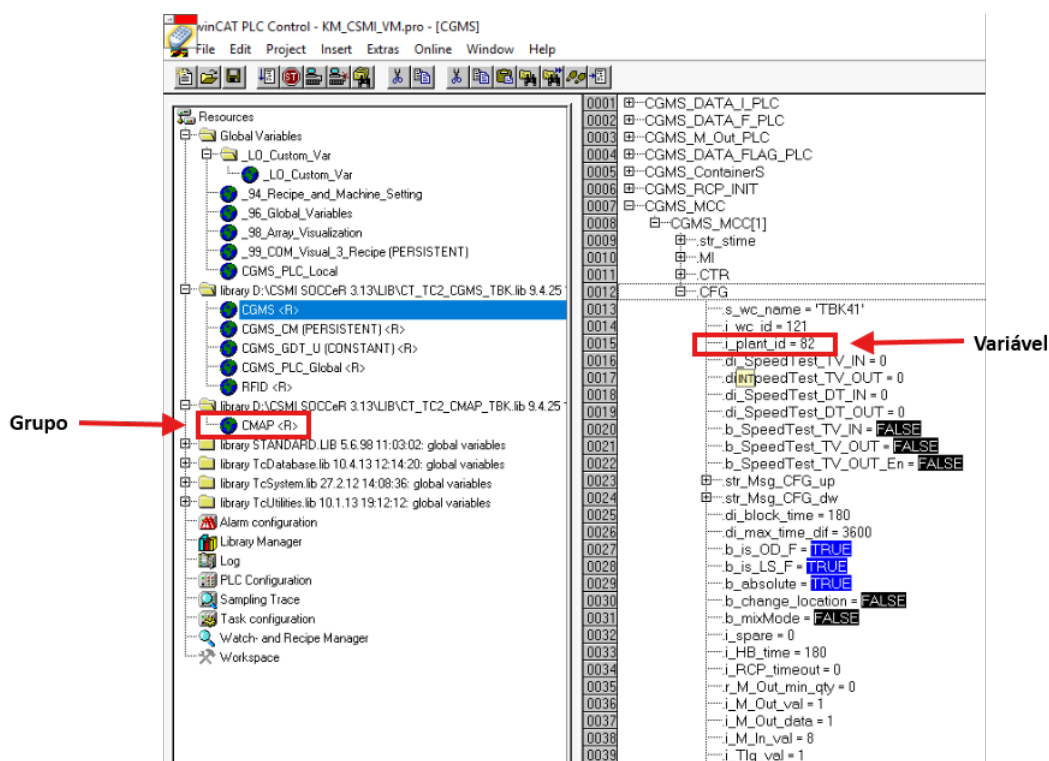 winCAT PLC Control - KM_CSMI_VM.pro - [CGMS]
File Edit Project Insert Extras Online Window Help
Resources
Global Variables
_L0_Custom_Var
_L0_Custom_Var
_94_Recipe_and_Machine_Setting
_96_Global_Variables
_98_Array_Visualization
_99_COM_Visual_3_Recipe (PERSISTENT)
CGMS_PLC_Local
library D:\CSMI SOCCeR 3.13\LIB\CT_TC2_CGMS_TBK.lib 9.4.25
CGMS <R>
CGMS_CM (PERSISTENT) <R>
CGMS_GDT_U (CONSTANT) <R>
CGMS_PLC_Global <R>
RFID <R>
library D:\CSMI SOCCeR 3.13\LIB\CT_TC2_CMAP_TBK.lib 9.4.25
Grupo
CMAP <R>
library STANDARD.LIB 5.6.98 11:03:02: global variables
library TcDatabase.lib 10.4.13 12:14:20: global variables
library TcSystem.lib 27.2.12 14:08:36: global variables
library TcUtilities.lib 10.1.13 19:12:12: global variables
Alarm configuration
Library Manager
Log
PLC Configuration
Sampling Trace
Task configuration
Watch- and Recipe Manager
Workspace
0001 CGMS_DATA_I_PLC
0002 CGMS_DATA_F_PLC
0003 CGMS_M_Out_PLC
0004 CGMS_DATA_FLAG_PLC
0005 CGMS_ContainerS
0006 CGMS_RCP_INIT
0007 CGMS_MCC
0008 CGMS_MCC[1]
0009 .str_stime
0010 .MI
0011 .CTR
0012 .CFG
0013 .s_wc_name = 'TBK41'
0014 .i_wc_id = 121
0015 .i_plant_id = 82
Variável
0016 .di_SpeedTest_TV_IN = 0
0017 .di INT peedTest_TV_OUT = 0
0018 .di_SpeedTest_DT_IN = 0
0019 .di_SpeedTest_DT_OUT = 0
0020 .b_SpeedTest_TV_IN = FALSE
0021 .b_SpeedTest_TV_OUT = FALSE
0022 .b_SpeedTest_TV_OUT_En = FALSE
0023 .str_Msg_CFG_up
0024 .str_Msg_CFG_dw
0025 .di_block_time = 180
0026 .di_max_time_dif = 3600
0027 .b_is_OD_F = TRUE
0028 .b_is_LS_F = TRUE
0029 .b_absolute = TRUE
0030 .b_change_location = FALSE
0031 .b_mixMode = FALSE
0032 .i_spare = 0
0033 .i_HB_time = 180
0034 .i_RCP_timeout = 0
0035 .r_M_Out_min_qty = 0
0036 .i_M_Out_val = 1
0037 .i_M_Out_data = 1
0038 .i_M_In_val = 8
0039 .i_Tlg_val = 1